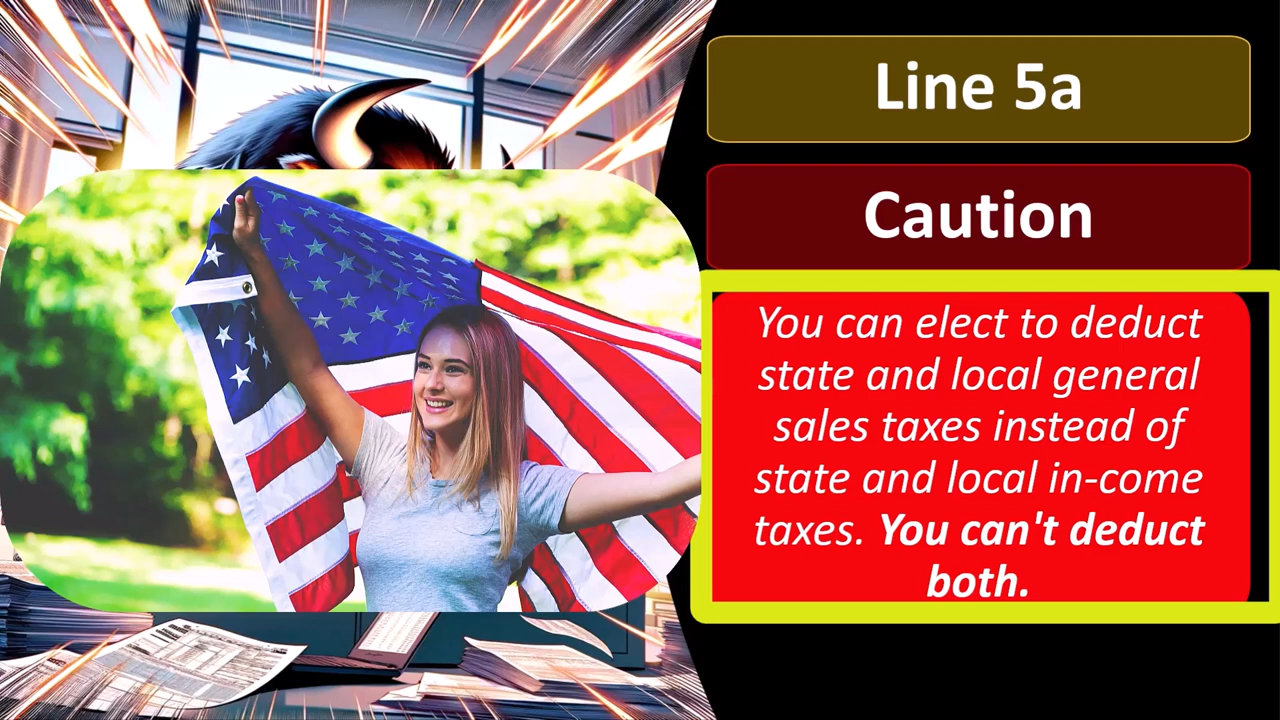 Line 5a
Caution
You can elect to deduct
state and local general
sales taxes instead of
state and local in-come
taxes. You can't deduct
both.